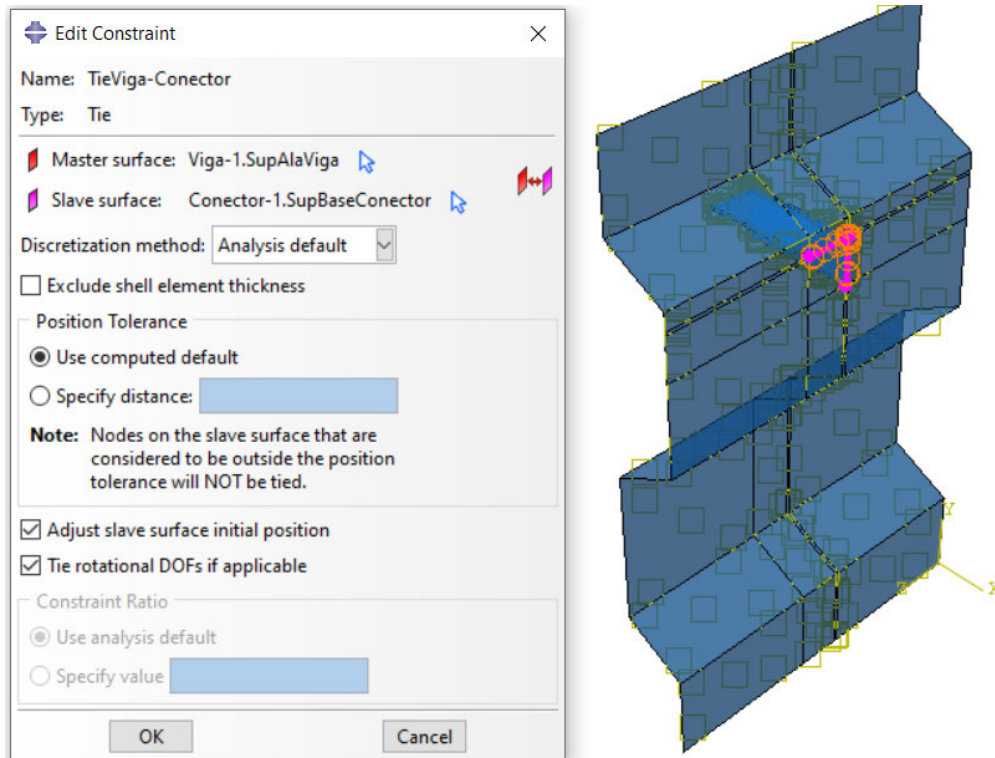 Edit Constraint
Name: TieViga-Conector
Type: Tie
Master surface: Viga-1.SupAlaViga
Slave surface: Conector-1.SupBaseConector
Discretization method: Analysis default
Exclude shell element thickness
Position Tolerance
Use computed default
Specify distance:
Note: Nodes on the slave surface that are
considered to be outside the position
tolerance will NOT be tied.
Adjust slave surface initial position
Tie rotational DOFs if applicable
Constraint Ratio
Use analysis default
Specify value
OK Cancel
Y
Z X